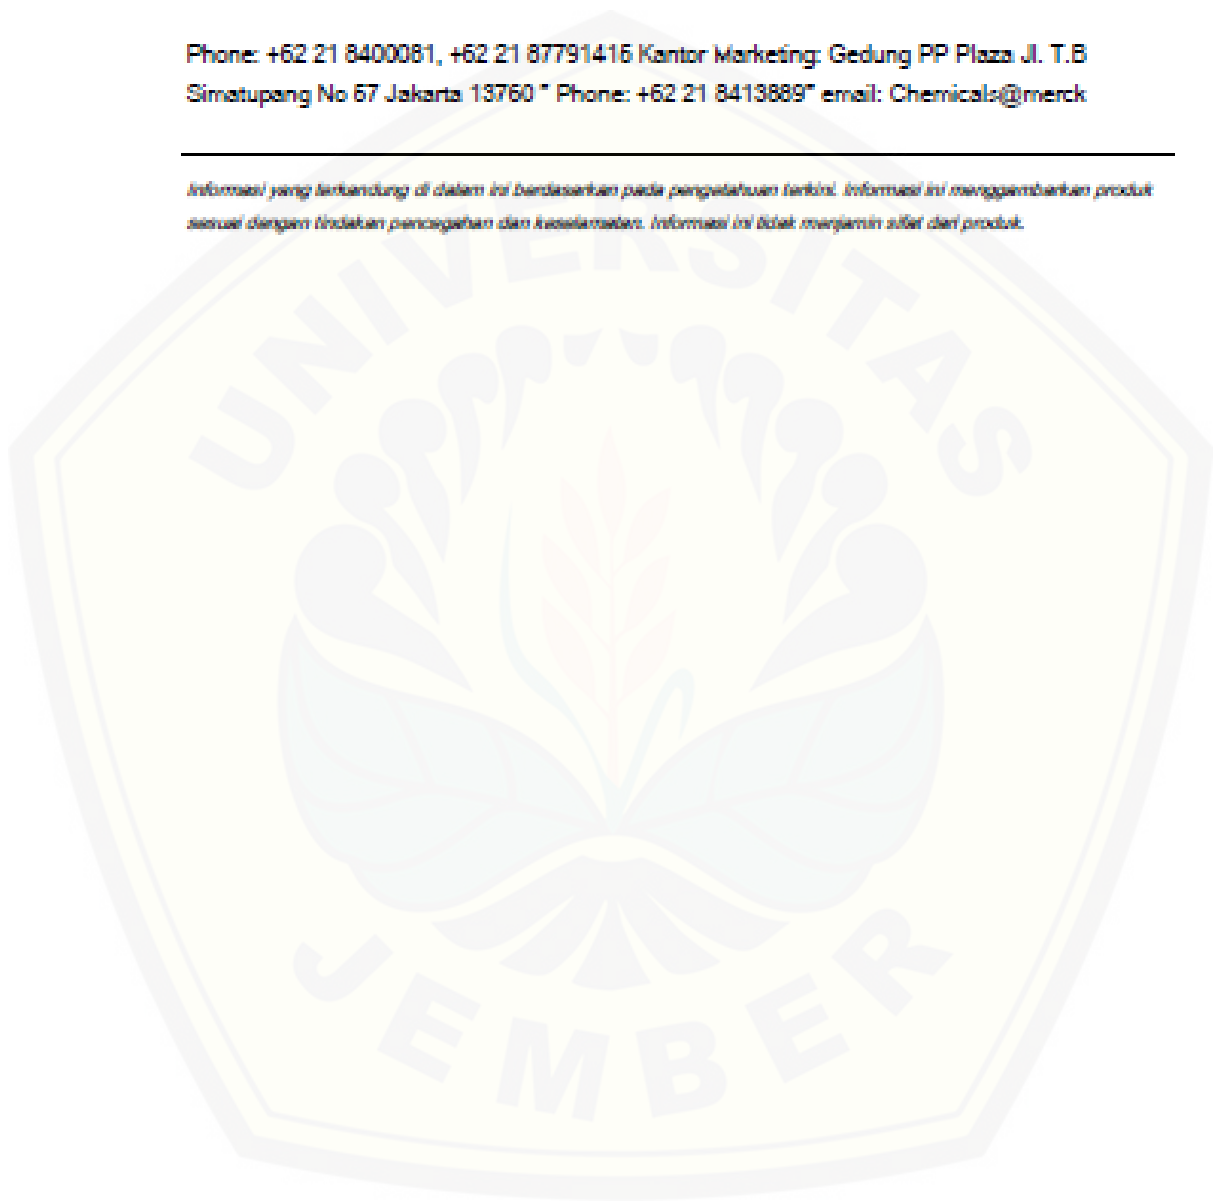 Phone: +62 21 8400081, +62 21 87791415 Kantor Marketing: Gedung PP Plaza Jl. T.B
Simatupang No 57 Jakarta 13760 " Phone: +62 21 8413889" email: Chemicals@merck
Informasi yang terkandung di dalam ini berdasarkan pada pengetahuan terkini. Informasi ini menggambarkan produk
sesuai dengan tindakan pencegahan dan keselamatan. Informasi ini tidak menjamin sifat dari produk.
UNIVERSITAS
JEMBER